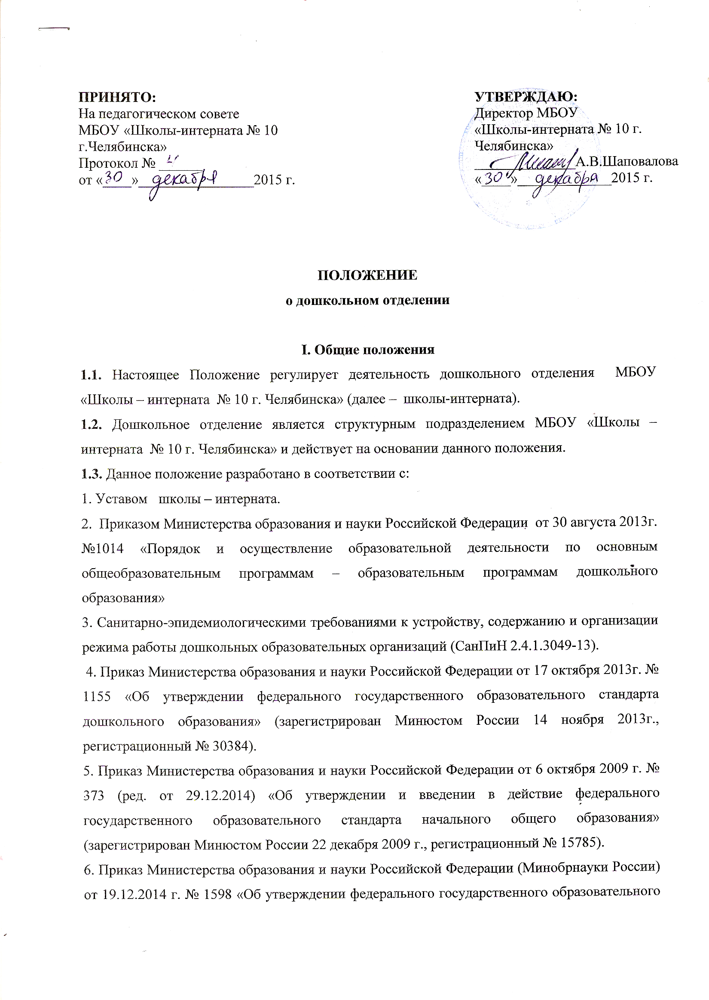 ПРИНЯТО:
На педагогическом совете
МБОУ «Школы-интерната № 10
г.Челябинска»
Протокол №
от «30» декабря 2015 г.
УТВЕРЖДАЮ:
Директор МБОУ
«Школы-интерната № 10 г.
Челябинска»
А.В.Шаповалова
«30» декабря 2015 г.
ПОЛОЖЕНИЕ
о дошкольном отделении
I. Общие положения
1.1. Настоящее Положение регулирует деятельность дошкольного отделения МБОУ
«Школы – интерната № 10 г. Челябинска» (далее – школы-интерната).
1.2. Дошкольное отделение является структурным подразделением МБОУ «Школы –
интерната № 10 г. Челябинска» и действует на основании данного положения.
1.3. Данное положение разработано в соответствии с:
1. Уставом школы – интерната.
2. Приказом Министерства образования и науки Российской Федерации от 30 августа 2013г.
№1014 «Порядок и осуществление образовательной деятельности по основным
общеобразовательным программам – образовательным программам дошкольного
образования»
3. Санитарно-эпидемиологическими требованиями к устройству, содержанию и организации
режима работы дошкольных образовательных организаций (СанПиН 2.4.1.3049-13).
4. Приказ Министерства образования и науки Российской Федерации от 17 октября 2013г. №
1155 «Об утверждении федерального государственного образовательного стандарта
дошкольного образования» (зарегистрирован Минюстом России 14 ноября 2013г.,
регистрационный № 30384).
5. Приказ Министерства образования и науки Российской Федерации от 6 октября 2009 г. №
373 (ред. от 29.12.2014) «Об утверждении и введении в действие федерального
государственного образовательного стандарта начального общего образования»
(зарегистрирован Минюстом России 22 декабря 2009 г., регистрационный № 15785).
6. Приказ Министерства образования и науки Российской Федерации (Минобрнауки России)
от 19.12.2014 г. № 1598 «Об утверждении федерального государственного образовательного